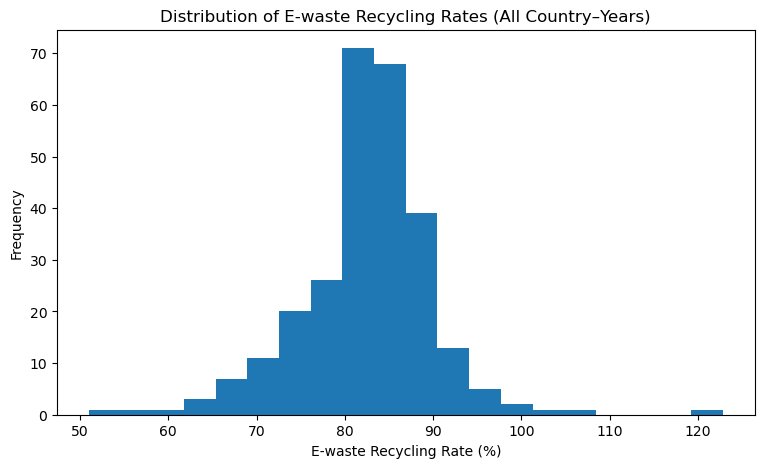 Distribution of E-waste Recycling Rates (All Country–Years)
70
60
50
40
30
20
10
0
Frequency
50 60 70 80 90 100 110 120
E-waste Recycling Rate (%)